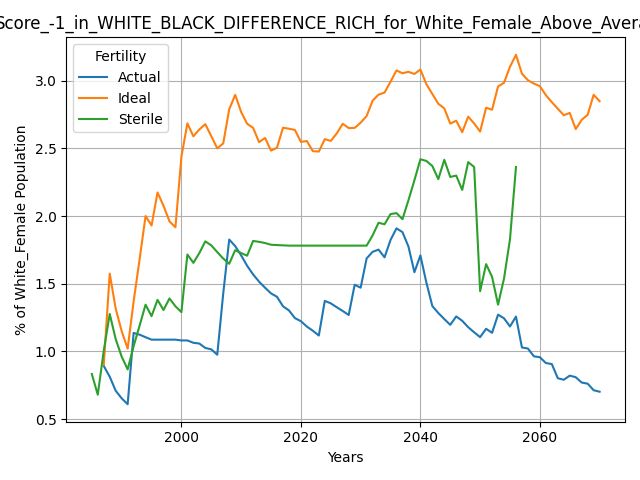 Score_-1_in_WHITE_BLACK_DIFFERENCE_RICH_for_White_Female_Above_Avera
Fertility
Actual
Ideal
Sterile
% of White_Female Population
3.0
2.5
2.0
1.5
1.0
0.5
2000
2020
2040
2060
Years